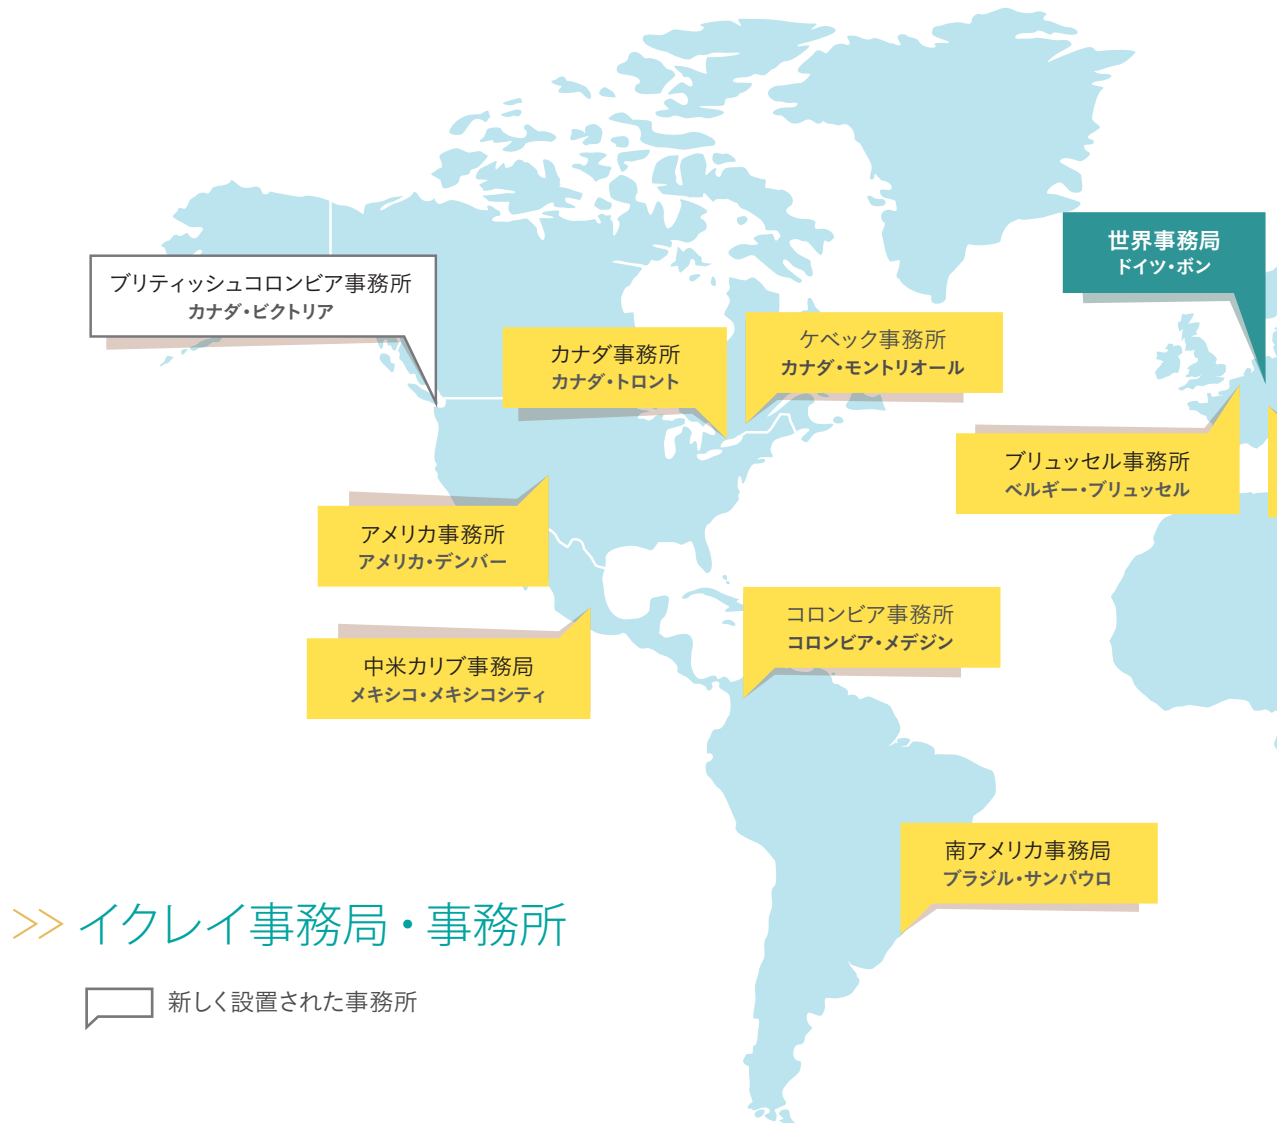 世界事務局
ドイツ・ボン
ブリティッシュコロンビア事務所
カナダ・ビクトリア
カナダ事務所
カナダ・トロント
ケベック事務所
カナダ・モントリオール
ブリュッセル事務所
ベルギー・ブリュッセル
アメリカ事務所
アメリカ・デンバー
コロンビア事務所
コロンビア・メデジン
中米カリブ事務局
メキシコ・メキシコシティ
南アメリカ事務局
ブラジル・サンパウロ
>> イクレイ事務局・事務所
新しく設置された事務所